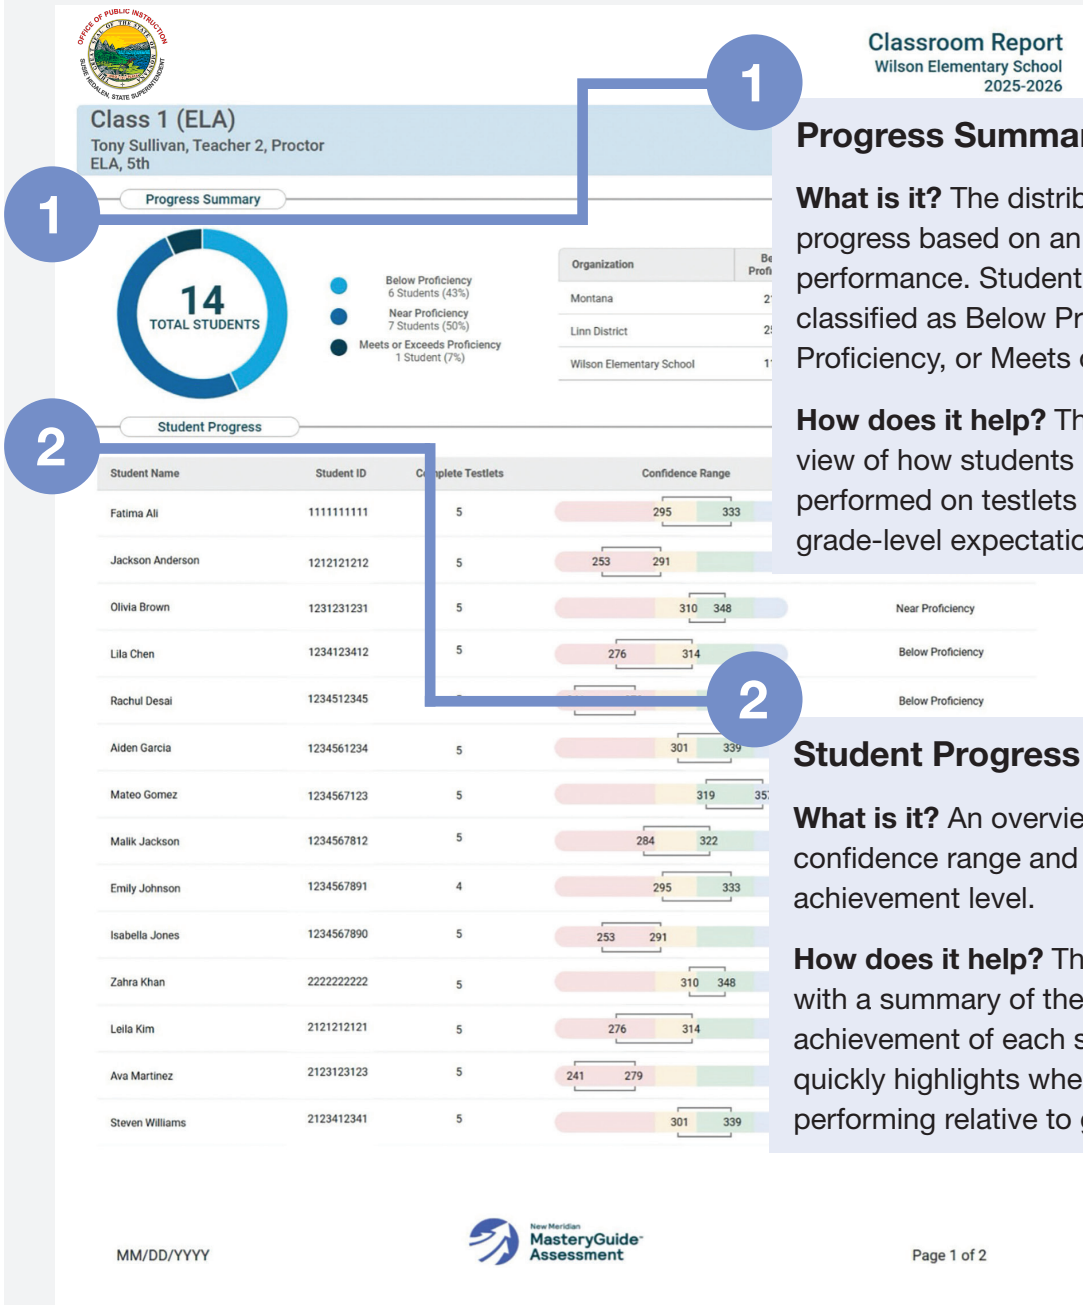 OFFICE OF PUBLIC INSTRUCTION
SUSIE HEDALEN, STATE SUPERINTENDENT
Classroom Report
Wilson Elementary School
2025-2026
Class 1 (ELA)
Tony Sullivan, Teacher 2, Proctor
ELA, 5th
1
1
Progress Summary
14
TOTAL STUDENTS
Below Proficiency
6 Students (43%)
Near Proficiency
7 Students (50%)
Meets or Exceeds Proficiency
1 Student (7%)
Organization
Montana
Linn District
Wilson Elementary School
What is it? The
progress based on an
performance.
classified as Below
Proficiency, or Meets
How does it help?
view of how students
performed on testlets
grade-level
2
Student Progress
Student Name Student ID Testlets Confidence Range
Fatima Ali 1111111111 5 295 333
Jackson Anderson 1212121212 5 253 291
Olivia Brown 1231231231 5 310 348 Near Proficiency
Lila Chen 1234123412 5 276 314 Below Proficiency
Rachul Desai 1234512345 Below Proficiency
Aiden Garcia 1234561234 5 301 339
Mateo Gomez 1234567123 5 319
Malik Jackson 1234567812 5 284 322
Emily Johnson 1234567891 4 295 333
Isabella Jones 1234567890 5 253 291
Zahra Khan 2222222222 5 310 348
Leila Kim 2121212121 5 276 314
Ava Martinez 2123123123 5 241 279
Steven Williams 2123412341 5 301 339
2
Student Progress
What is it? An
confidence range and
achievement level.
How does it help?
with a summary of the
achievement of each
quickly highlights
performing relative to
MM/DD/YYYY
New Meridian
MasteryGuide™
Assessment
Page 1 of 2